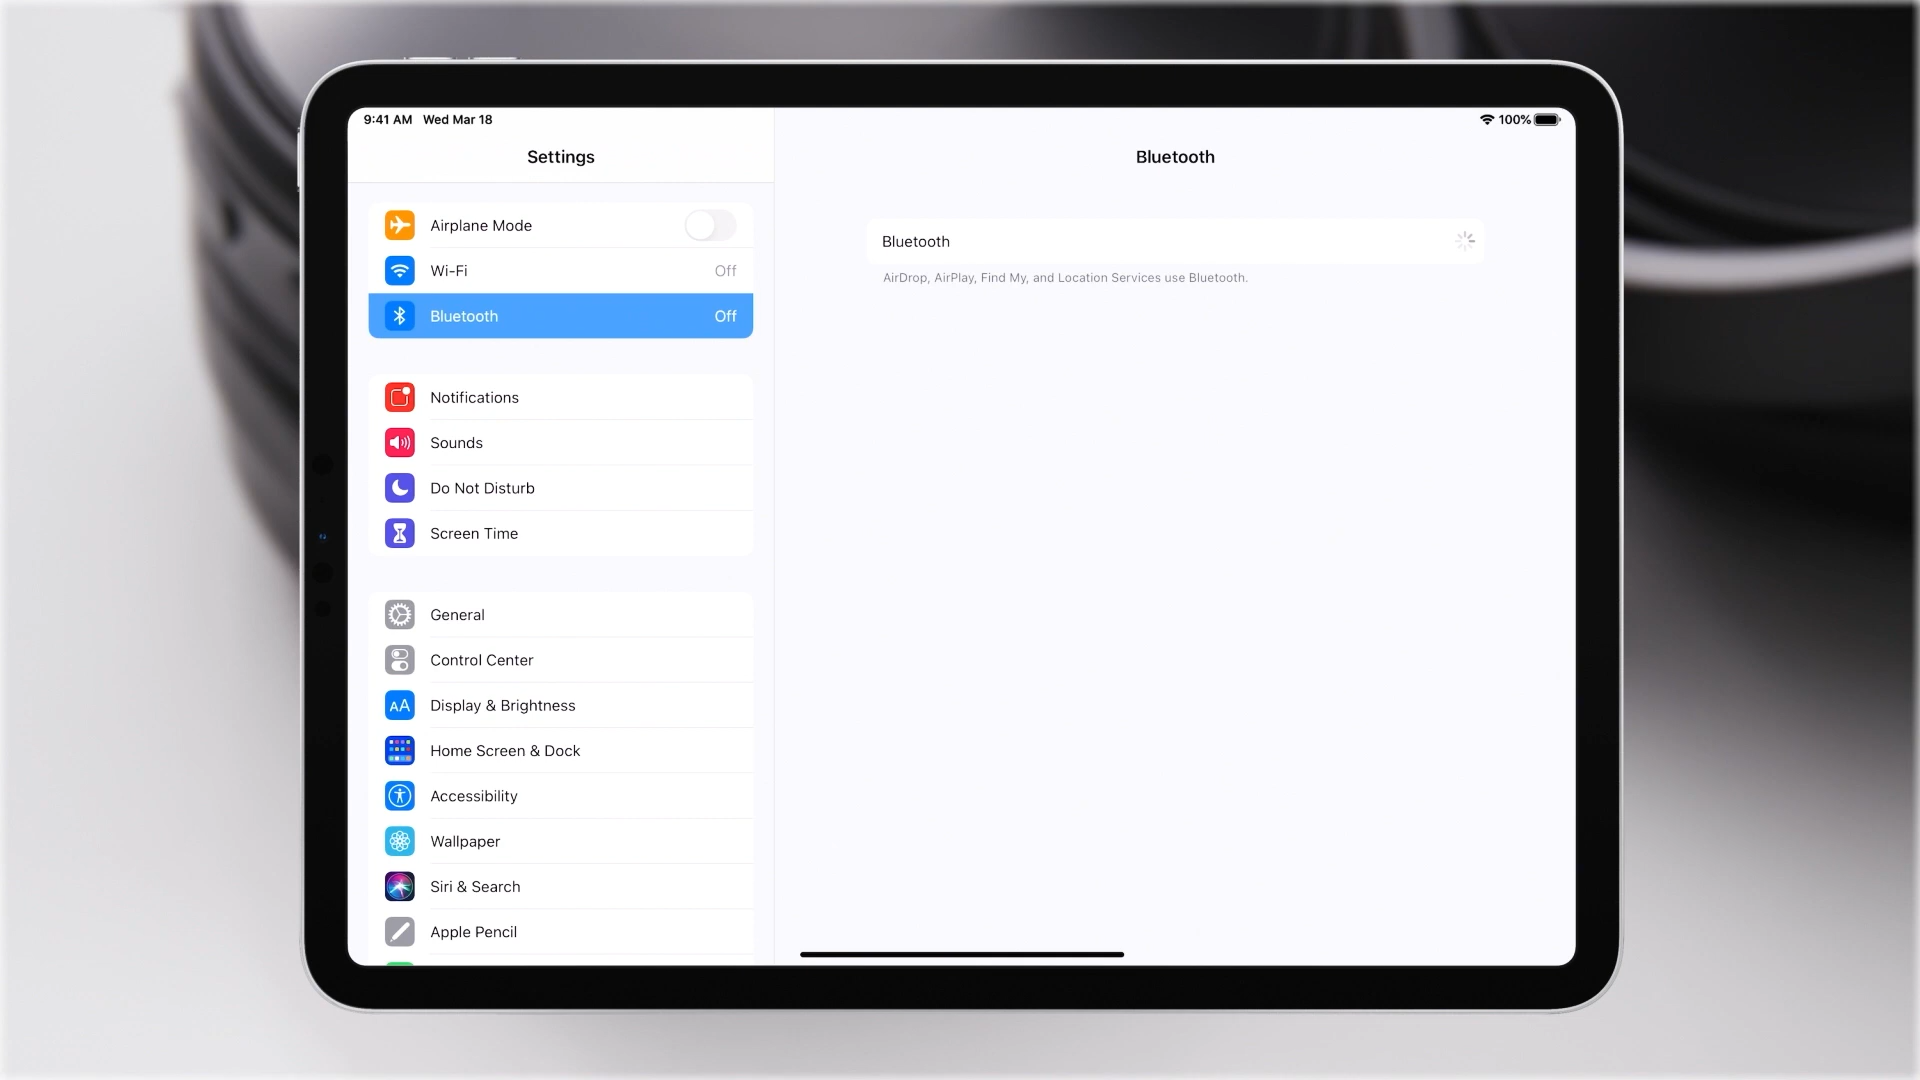 9:41 AM Wed Mar 18
100%
Settings
Bluetooth
Airplane Mode
Wi-Fi
Off
Bluetooth
Off
Notifications
Sounds
Do Not Disturb
Screen Time
General
Control Center
AA
Display & Brightness
Home Screen & Dock
Accessibility
Wallpaper
Siri & Search
Apple Pencil
Bluetooth
AirDrop, AirPlay, Find My, and Location Services use Bluetooth.